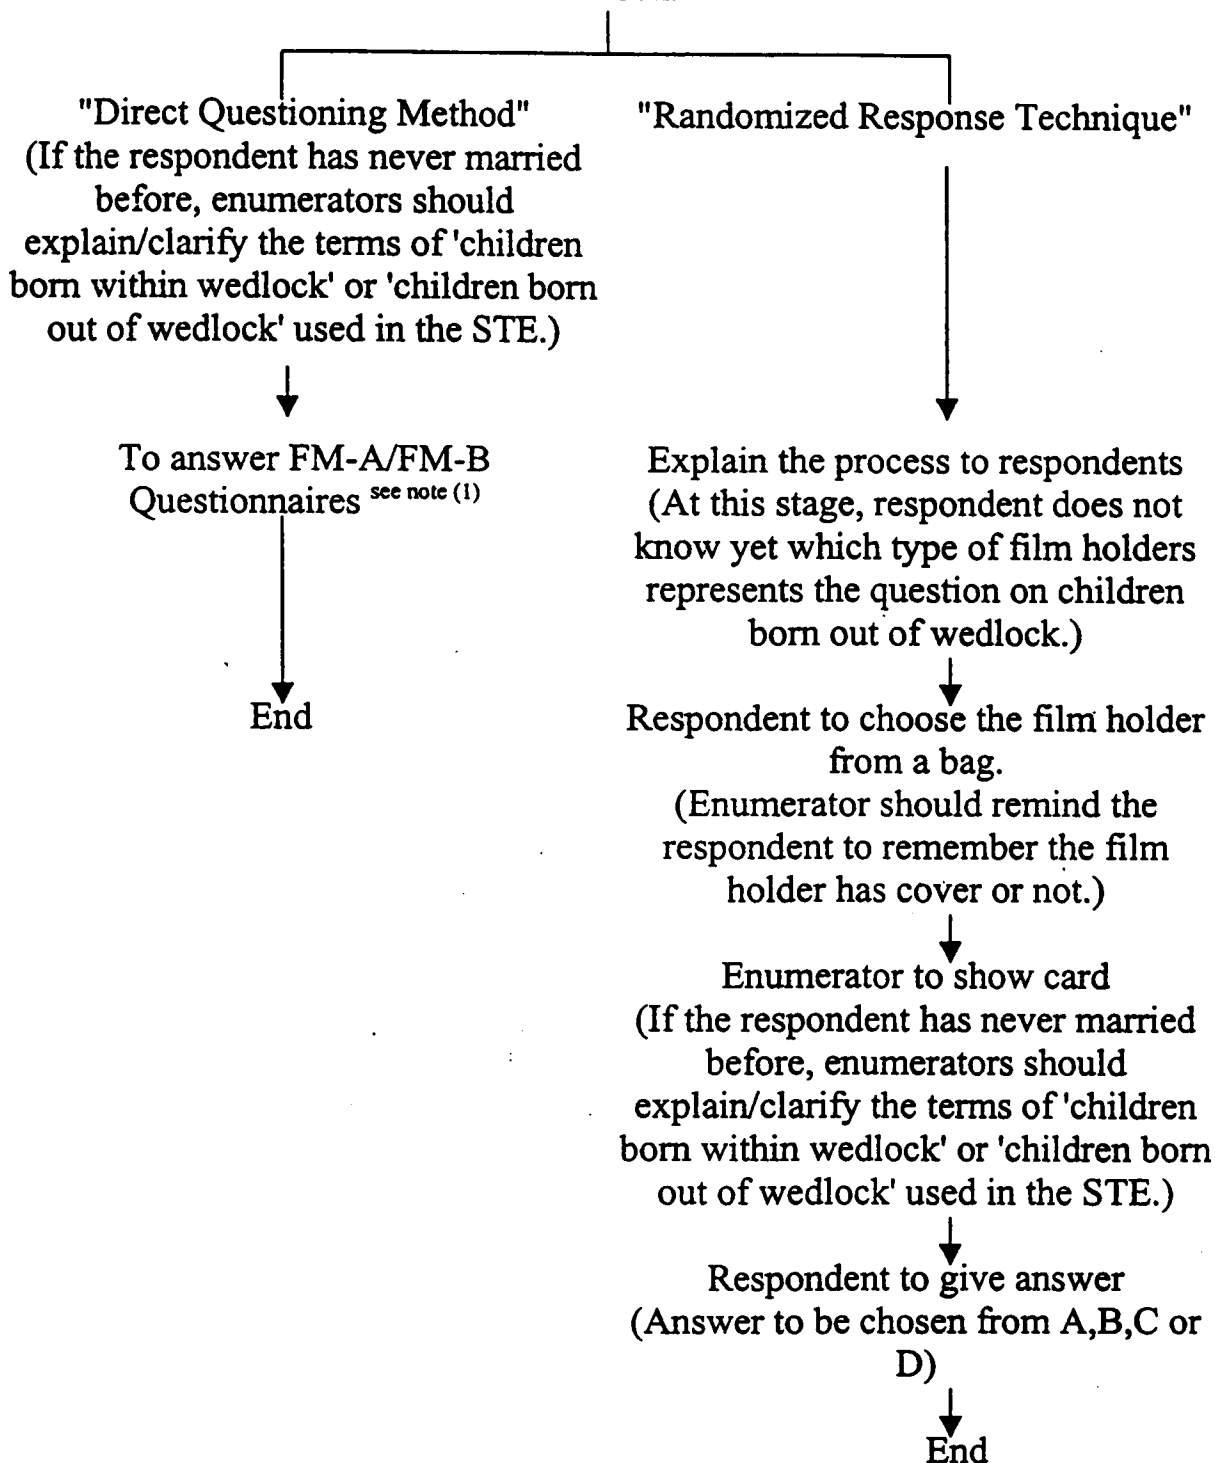 "Direct Questioning Method"
(If the respondent has never married
before, enumerators should
explain/clarify the terms of 'children
born within wedlock' or 'children born
out of wedlock' used in the STE.)
To answer FM-A/FM-B
Questionnaires see note (1)
End
"Randomized Response Technique"
Explain the process to respondents
(At this stage, respondent does not
know yet which type of film holders
represents the question on children
born out of wedlock.)
Respondent to choose the film holder
from a bag.
(Enumerator should remind the
respondent to remember the film
holder has cover or not.)
Enumerator to show card
(If the respondent has never married
before, enumerators should
explain/clarify the terms of 'children
born within wedlock' or 'children born
out of wedlock' used in the STE.)
Respondent to give answer
(Answer to be chosen from A,B,C or
D)
End